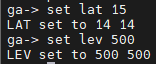 ga-> set lat 15
LAT set to 14 14
ga-> set lev 500
LEV set to 500 500